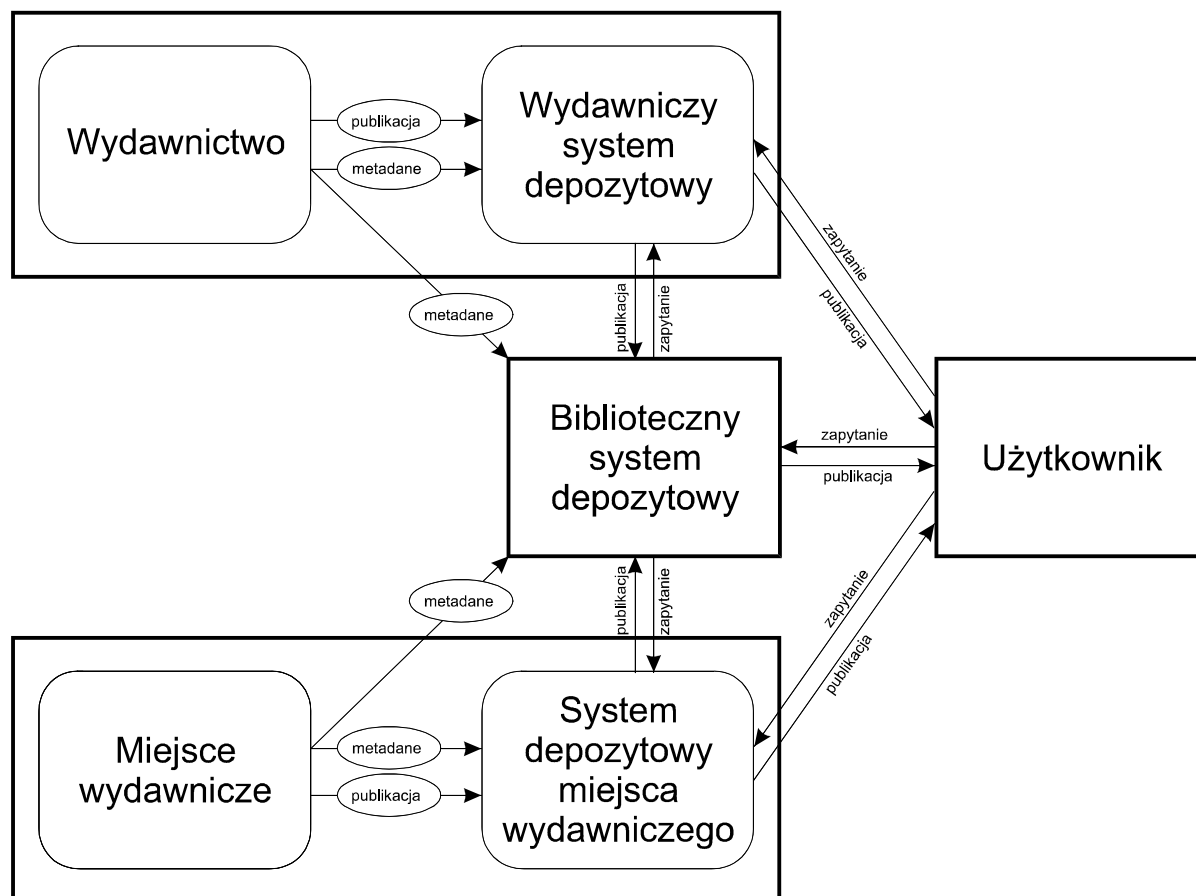 Wydawnictwo
publikacja
metadane
Wydawniczy
system
depozytowy
zapytanie
publikacja
metadane
publikacja
zapytanie
Biblioteczny
system
depozytowy
zapytanie
publikacja
Użytkownik
metadane
publikacja
zapytanie
zapytanie
publikacja
Miejsce
wydawnicze
metadane
publikacja
System
depozytowy
miejsca
wydawniczego